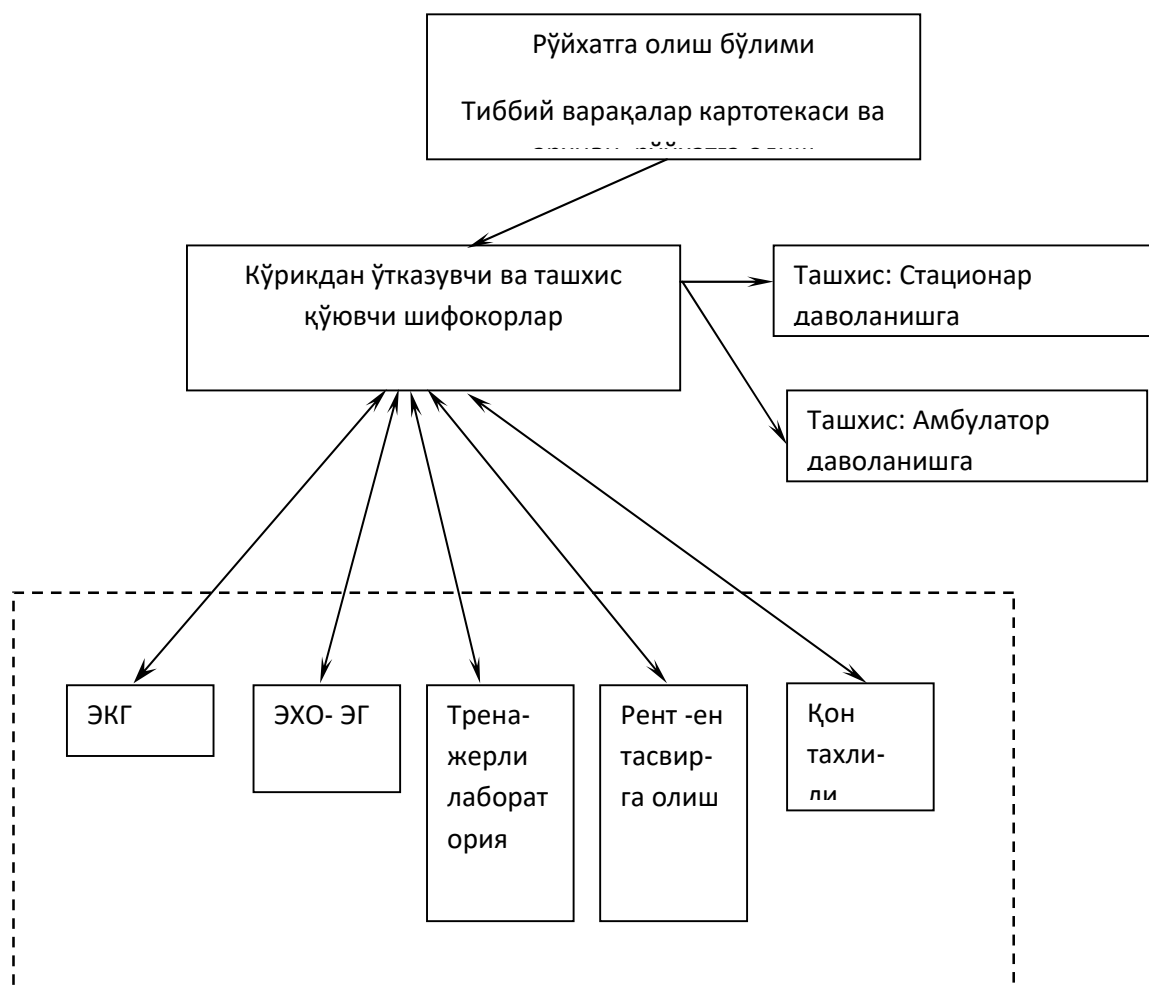 Рўйхатга олиш бўлими
Тиббий варақалар картотекаси ва
Кўрикдан ўтказувчи ва ташхис
қўювчи шифокорлар
Ташхис: Стационар
даволанишга
Ташхис: Амбулатор
даволанишга
ЭКГ
ЭХО- ЭГ
Трена-
жерли
лаборат
ория
Рент -ен
тасвир-
га олиш
Қон
тахли-
ли